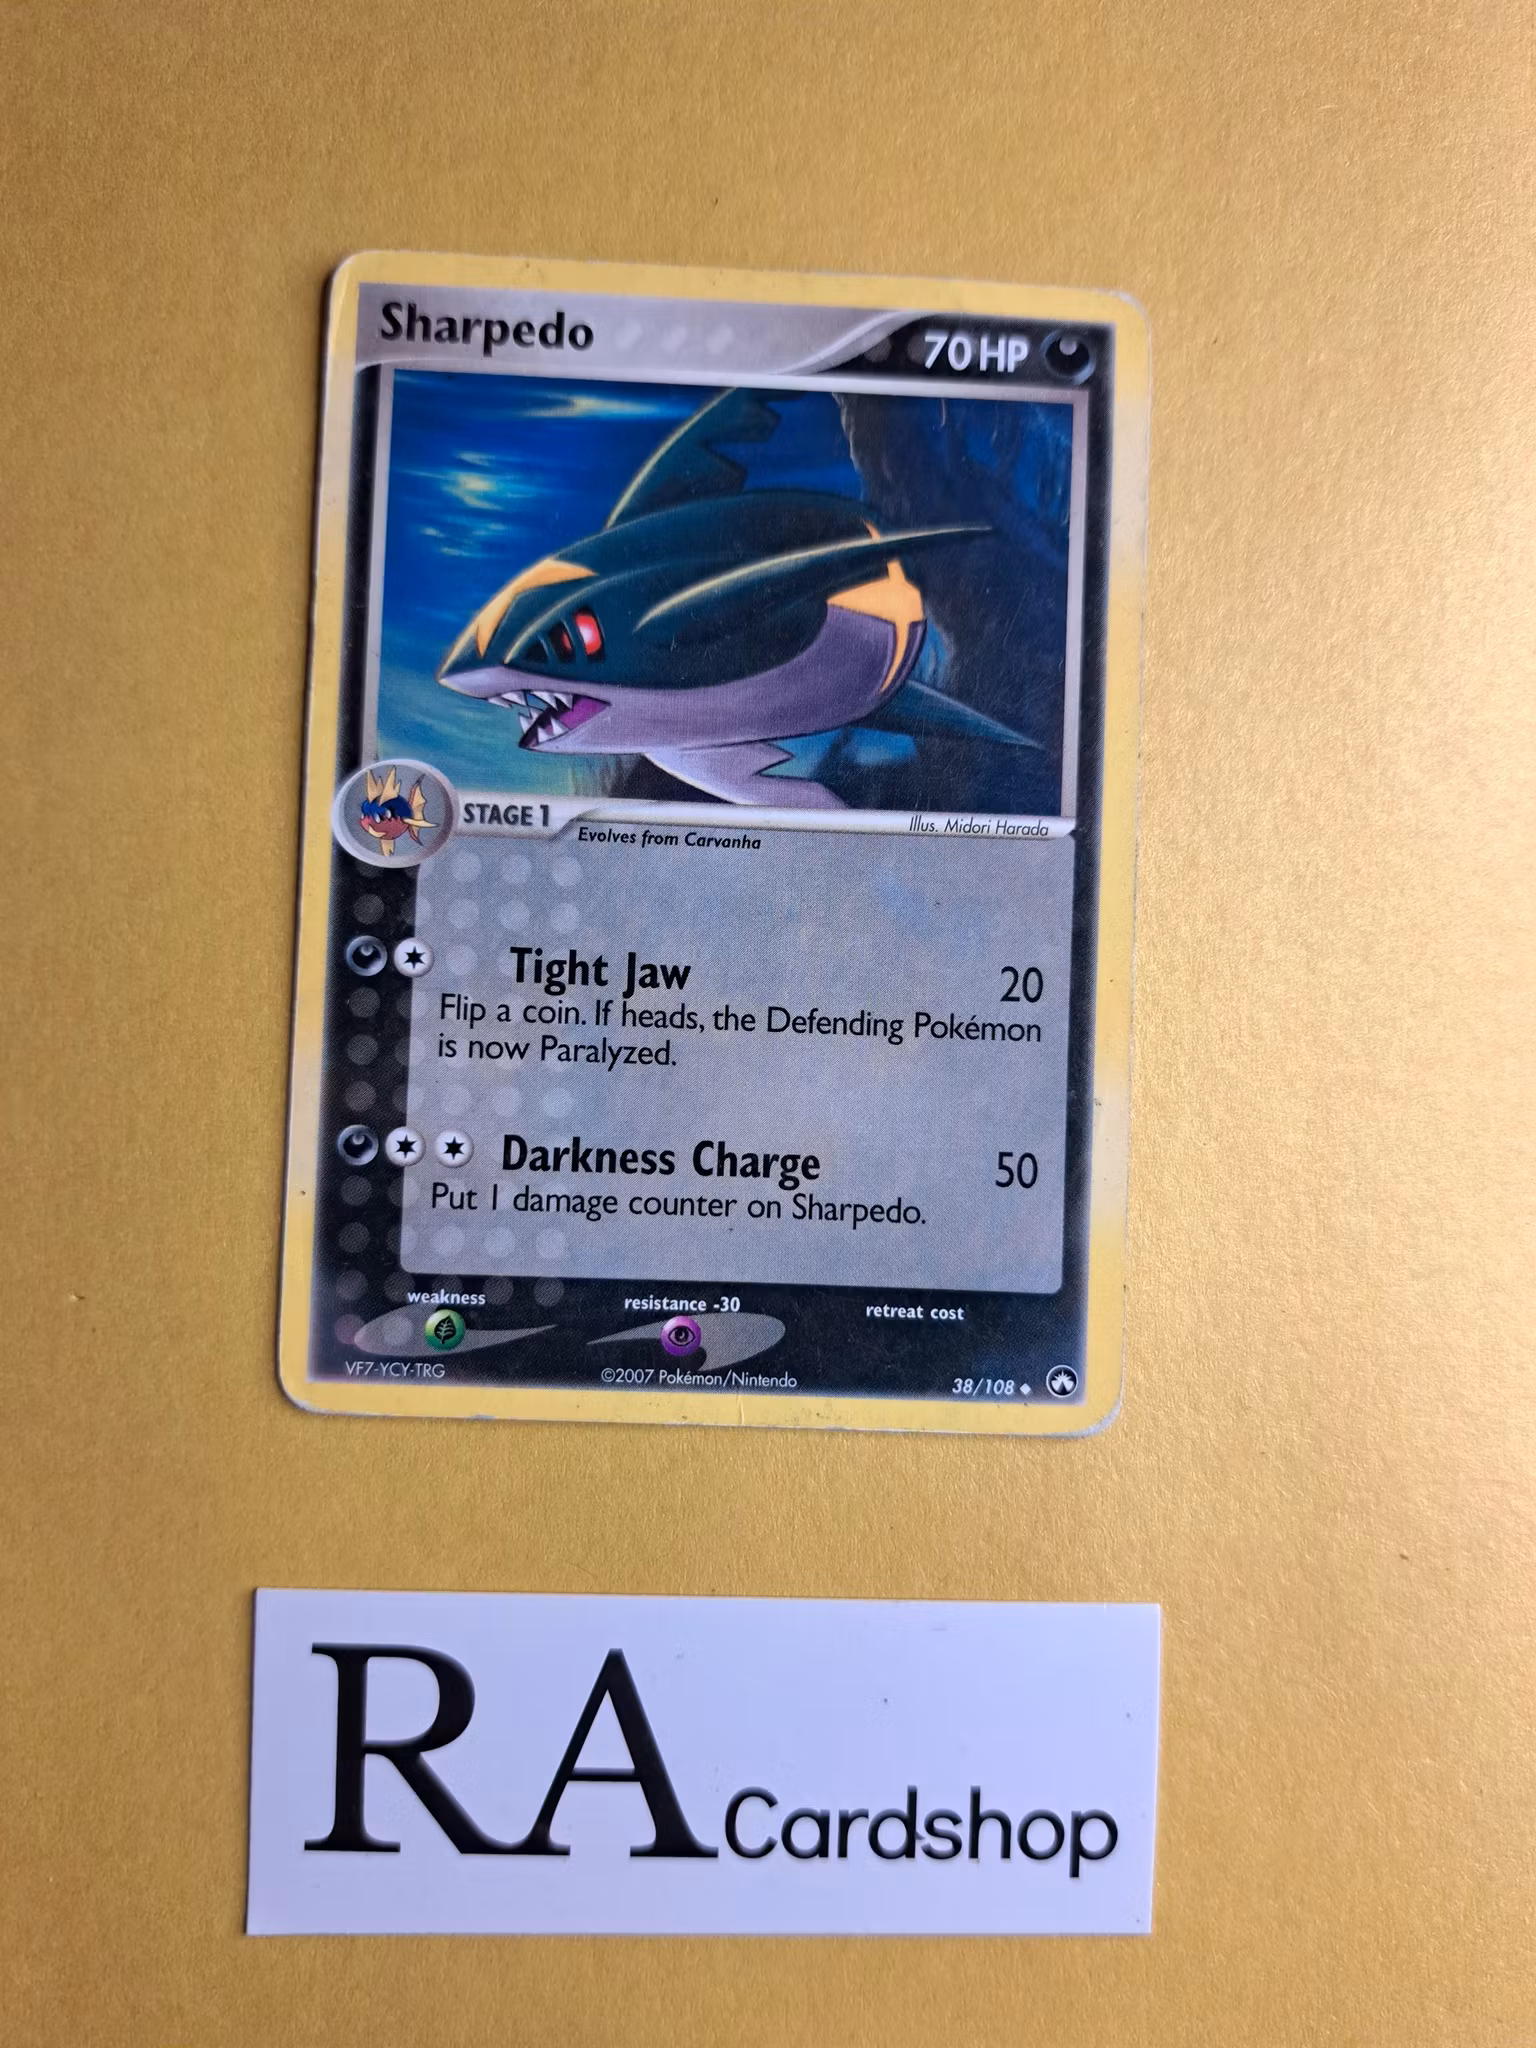 Sharpedo
70 HP
STAGE 1
Evolves from Carvanha
Illus. Midori Harada
Tight Jaw 20
Flip a coin. If heads, the Defending Pokémon
is now Paralyzed.
Darkness Charge 50
Put 1 damage counter on Sharpedo.
weakness resistance -30 retreat cost
VF7-YCY-TRG ©2007 Pokémon/Nintendo 38/108
RA Cardshop